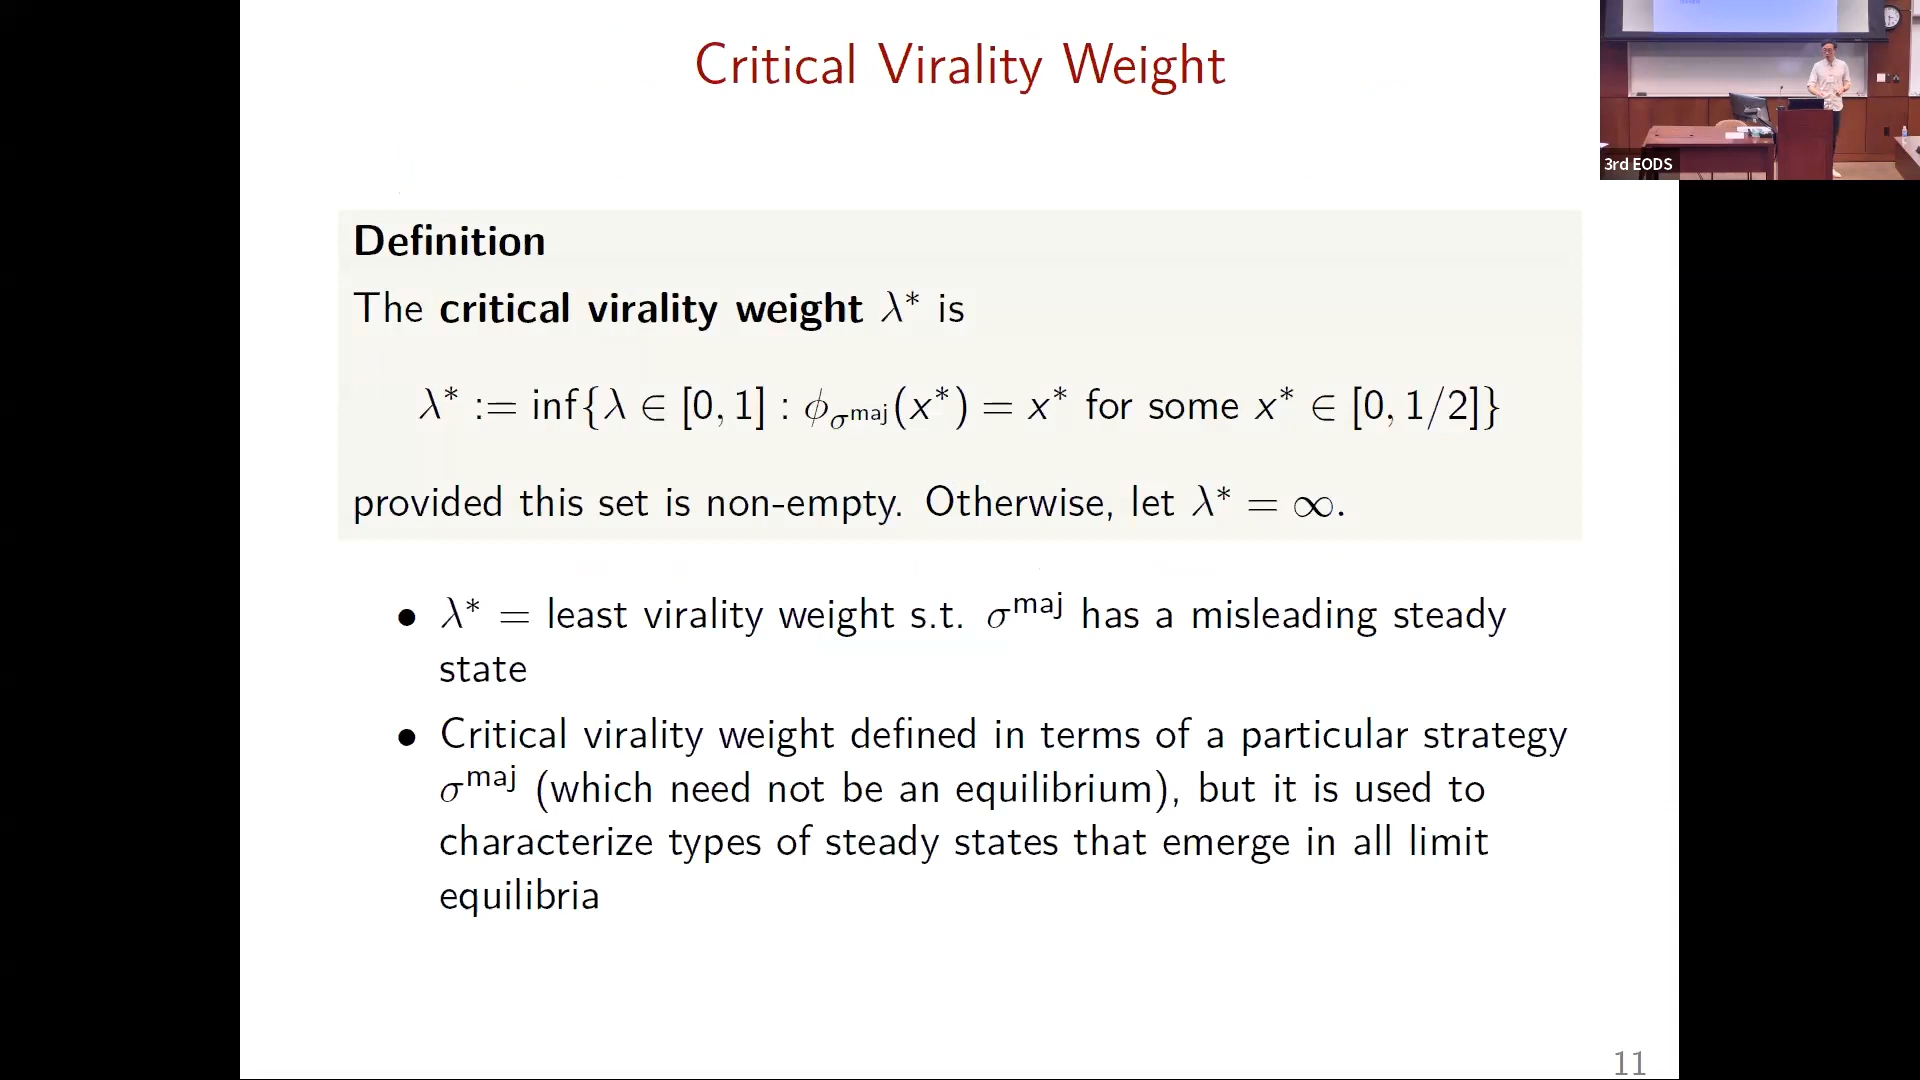 Critical Virality Weight
3rd EODS
Definition
The critical virality weight λ* is
λ* := inf{λ ∈ [0, 1] : ϕ_{σ^maj}(x*) = x* for some x* ∈ [0, 1/2]}
provided this set is non-empty. Otherwise, let λ* = ∞.
• λ* = least virality weight s.t. σ^maj has a misleading steady
state
• Critical virality weight defined in terms of a particular strategy
σ^maj (which need not be an equilibrium), but it is used to
characterize types of steady states that emerge in all limit
equilibria
11